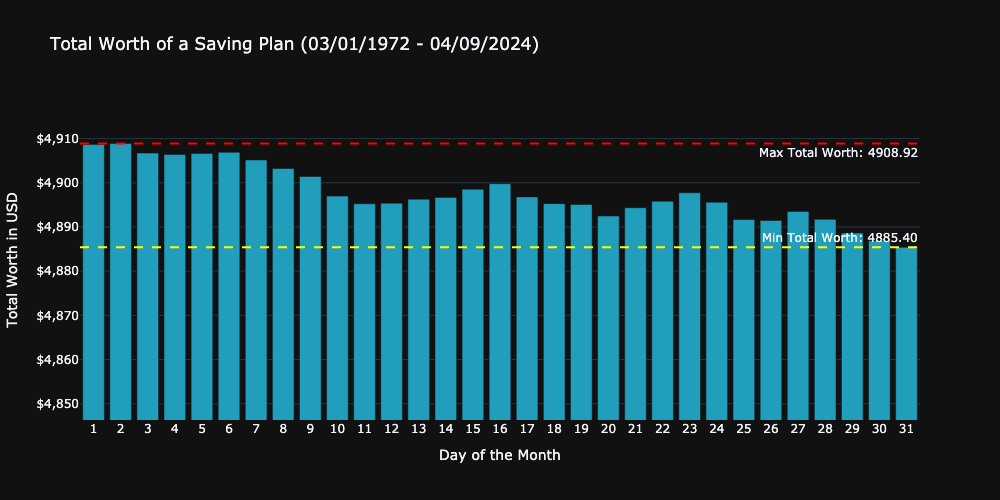 Total Worth of a Saving Plan (03/01/1972 - 04/09/2024)
$4,910
Max Total Worth: 4908.92
$4,900
$4,890
Min Total Worth: 4885.40
$4,880
$4,870
$4,860
$4,850
Total Worth in USD
1 2 3 4 5 6 7 8 9 10 11 12 13 14 15 16 17 18 19 20 21 22 23 24 25 26 27 28 29 30 31
Day of the Month